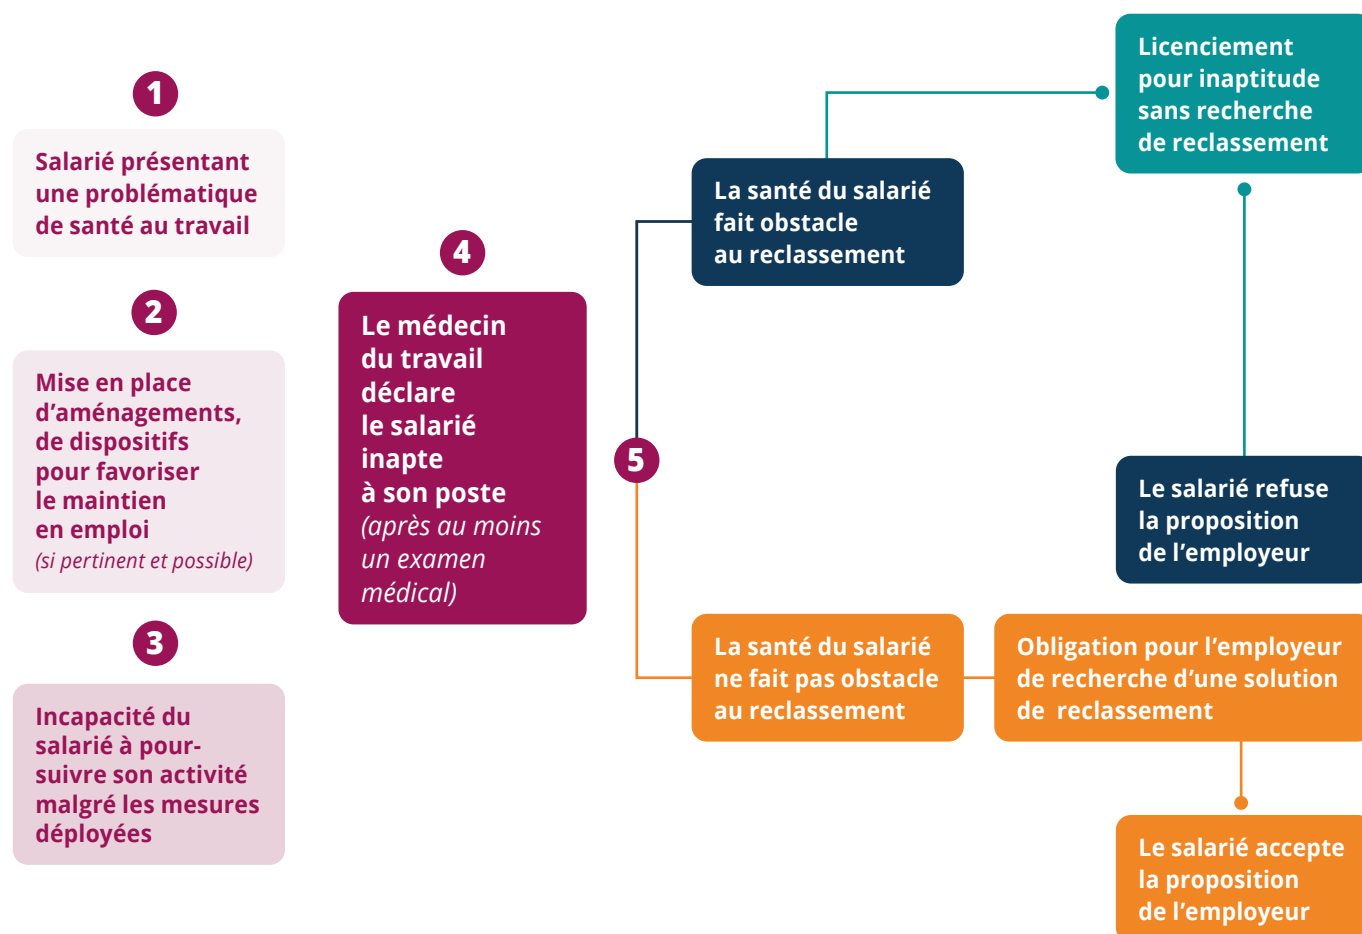 1
Salarié présentant
une problématique
de santé au travail
2
Mise en place
d’aménagements,
de dispositifs
pour favoriser
le maintien
en emploi
(si pertinent et possible)
3
Incapacité du
salarié à pour-
suivre son activité
malgré les mesures
déployées
4
Le médecin
du travail
déclare
le salarié
inapte
à son poste
(après au moins
un examen
médical)
5
La santé du salarié
fait obstacle
au reclassement
Licenciement
pour inaptitude
sans recherche
de reclassement
La santé du salarié
ne fait pas obstacle
au reclassement
Obligation pour l’employeur
de recherche d’une solution
de reclassement
Le salarié refuse
la proposition
de l’employeur
Le salarié accepte
la proposition
de l’employeur